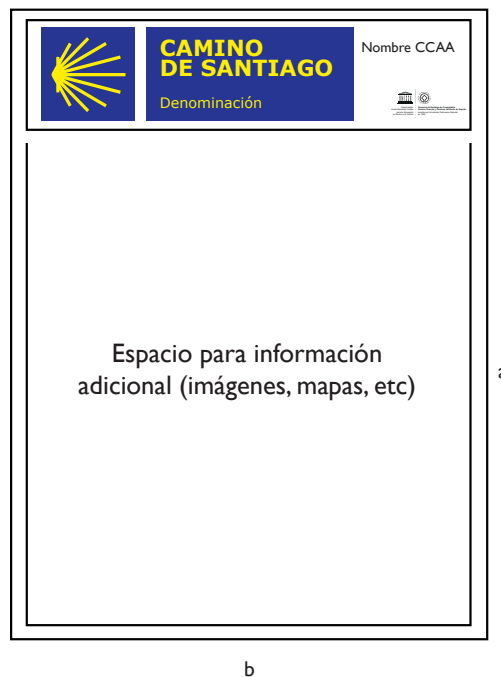 CAMINO
DE SANTIAGO
Denominación
Nombre CCAA
Espacio para información
adicional (imágenes, mapas, etc)
a
b